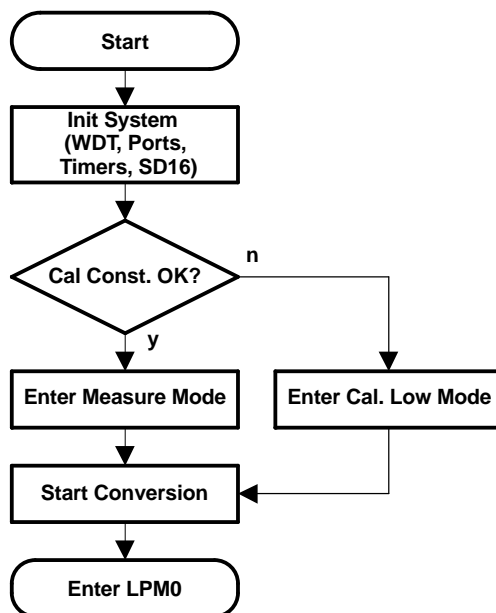 Start
Init System
(WDT, Ports,
Timers, SD16)
Cal Const. OK?
n
y
Enter Measure Mode
Enter Cal. Low Mode
Start Conversion
Enter LPM0